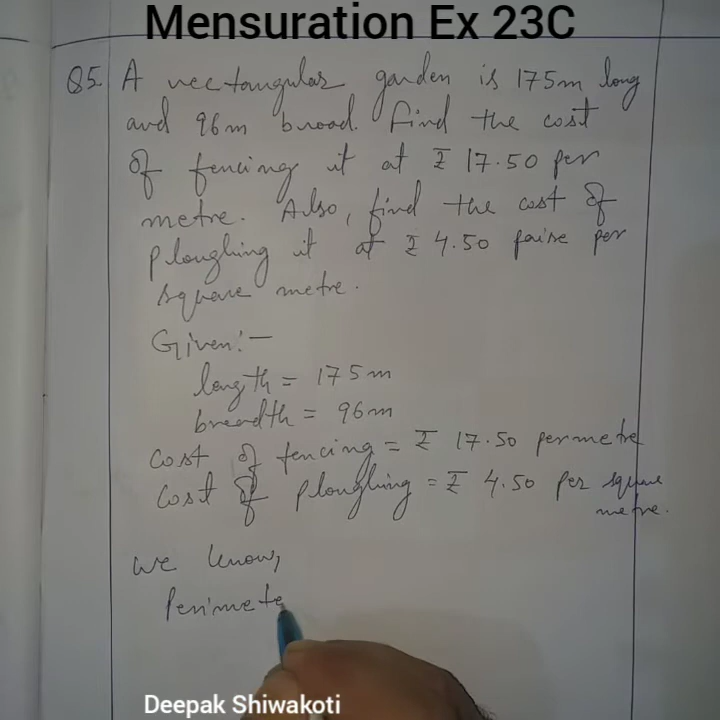 Mensuration Ex 23C
Q5. A rectangular garden is 175m long
and 96m broad. Find the cost
of fencing it at ₹ 17.50 per
metre. Also, find the cost of
ploughing it at ₹ 4.50 paise per
square metre.
Given:-
length = 175m
breadth = 96m
cost of fencing = ₹ 17.50 per metre
Cost of ploughing = ₹ 4.50 per square
metre.
We know,
Perimete
Deepak Shiwakoti